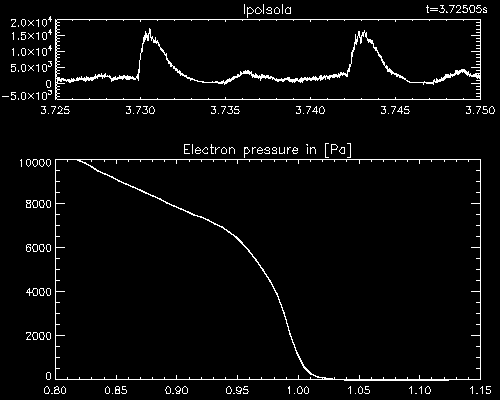 Ipolsola
t=3.72505s
2.0×10⁴
1.5×10⁴
1.0×10⁴
5.0×10³
0
−5.0×10³
3.725 3.730 3.735 3.740 3.745 3.750
Electron pressure in [Pa]
10000
8000
6000
4000
2000
0
0.80 0.85 0.90 0.95 1.00 1.05 1.10 1.15